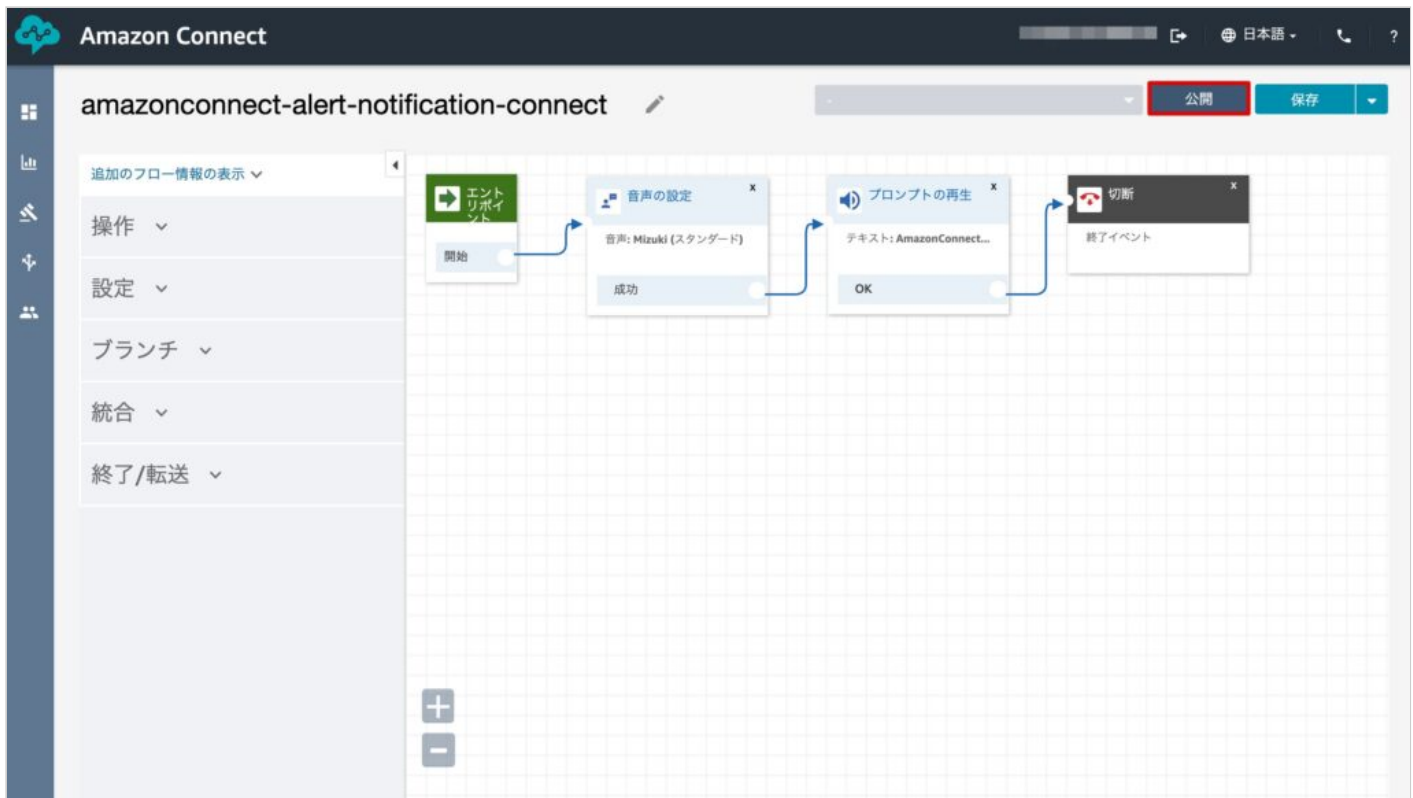 Amazon Connect
日本語
?
amazonconnect-alert-notification-connect
-
公開
保存
追加のフロー情報の表示
操作
設定
ブランチ
統合
終了/転送
エント
リポイ
ント
開始
音声の設定
x
音声: Mizuki (スタンダード)
成功
プロンプトの再生
x
テキスト: AmazonConnect...
OK
切断
x
終了イベント